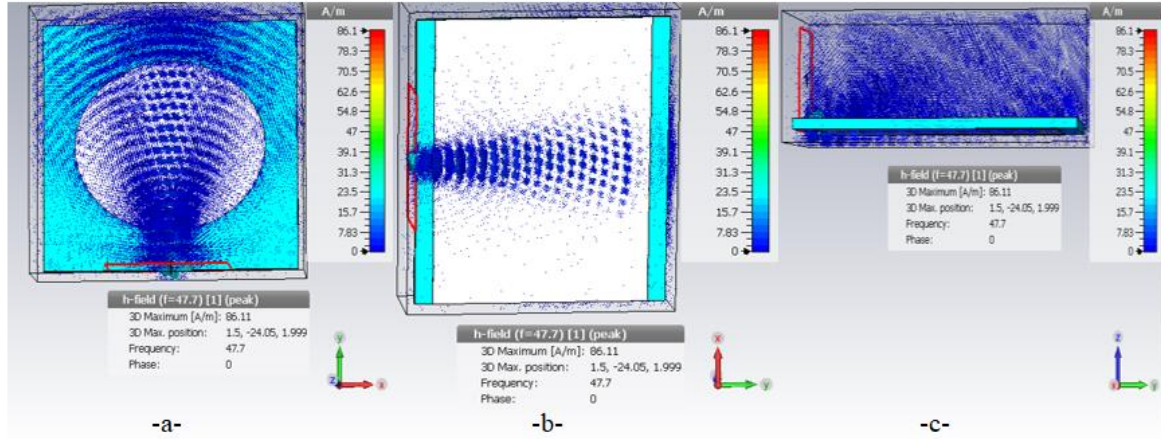 A/m
86.1
78.3
70.5
62.6
54.8
47
39.1
31.3
23.5
15.7
7.83
0
h-field (f=47.7) [1] (peak)
3D Maximum [A/m]: 86.11
3D Max. position: 1.5, -24.05, 1.999
Frequency: 47.7
Phase: 0
y
z
x
-a-
A/m
86.1
78.3
70.5
62.6
54.8
47
39.1
31.3
23.5
15.7
7.83
0
h-field (f=47.7) [1] (peak)
3D Maximum [A/m]: 86.11
3D Max. position: 1.5, -24.05, 1.999
Frequency: 47.7
Phase: 0
x
y
-b-
A/m
86.1
78.3
70.5
62.6
54.8
47
39.1
31.3
23.5
15.7
7.83
0
h-field (f=47.7) [1] (peak)
3D Maximum [A/m]: 86.11
3D Max. position: 1.5, -24.05, 1.999
Frequency: 47.7
Phase: 0
z
x
y
-c-